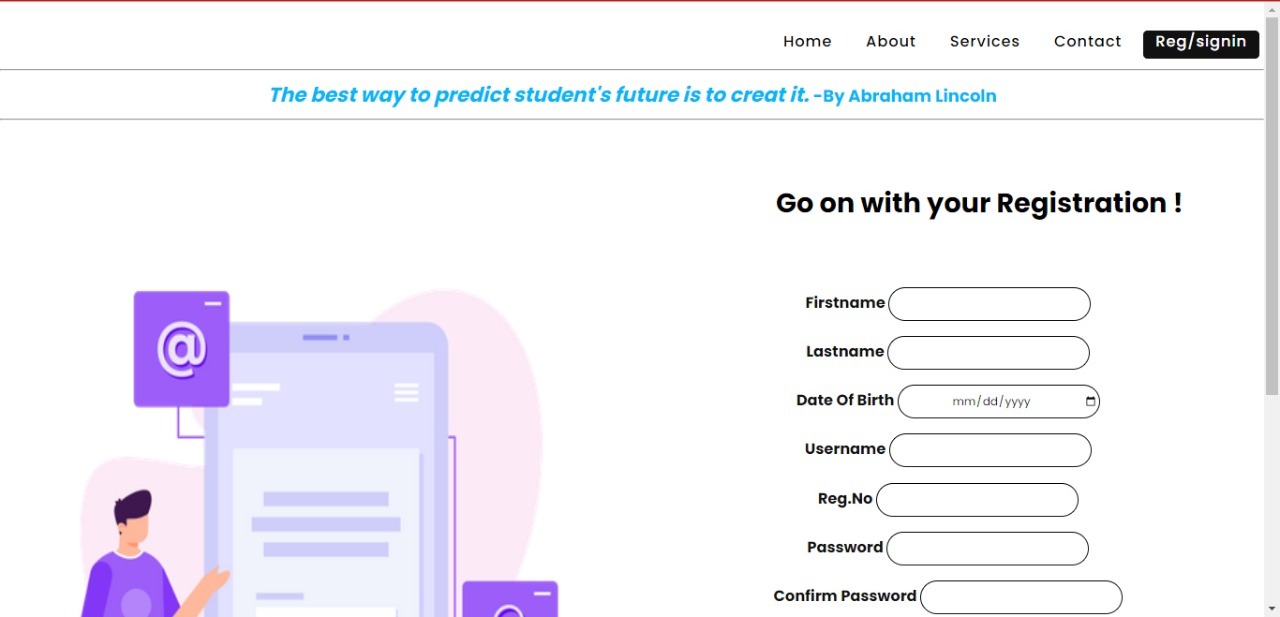 Home About Services Contact Reg/signin
The best way to predict student's future is to creat it. -By Abraham Lincoln
Go on with your Registration !
@
Firstname
Lastname
Date Of Birth mm/dd/yyyy
Username
Reg.No
Password
Confirm Password